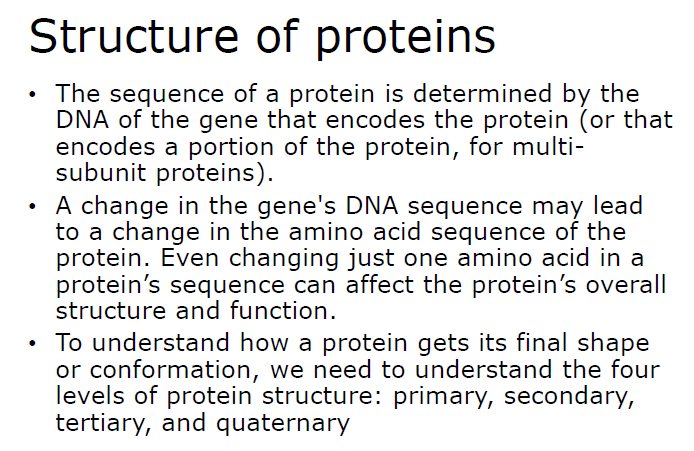 Structure of proteins
• The sequence of a protein is determined by the
DNA of the gene that encodes the protein (or that
encodes a portion of the protein, for multi-
subunit proteins).
• A change in the gene's DNA sequence may lead
to a change in the amino acid sequence of the
protein. Even changing just one amino acid in a
protein’s sequence can affect the protein’s overall
structure and function.
• To understand how a protein gets its final shape
or conformation, we need to understand the four
levels of protein structure: primary, secondary,
tertiary, and quaternary